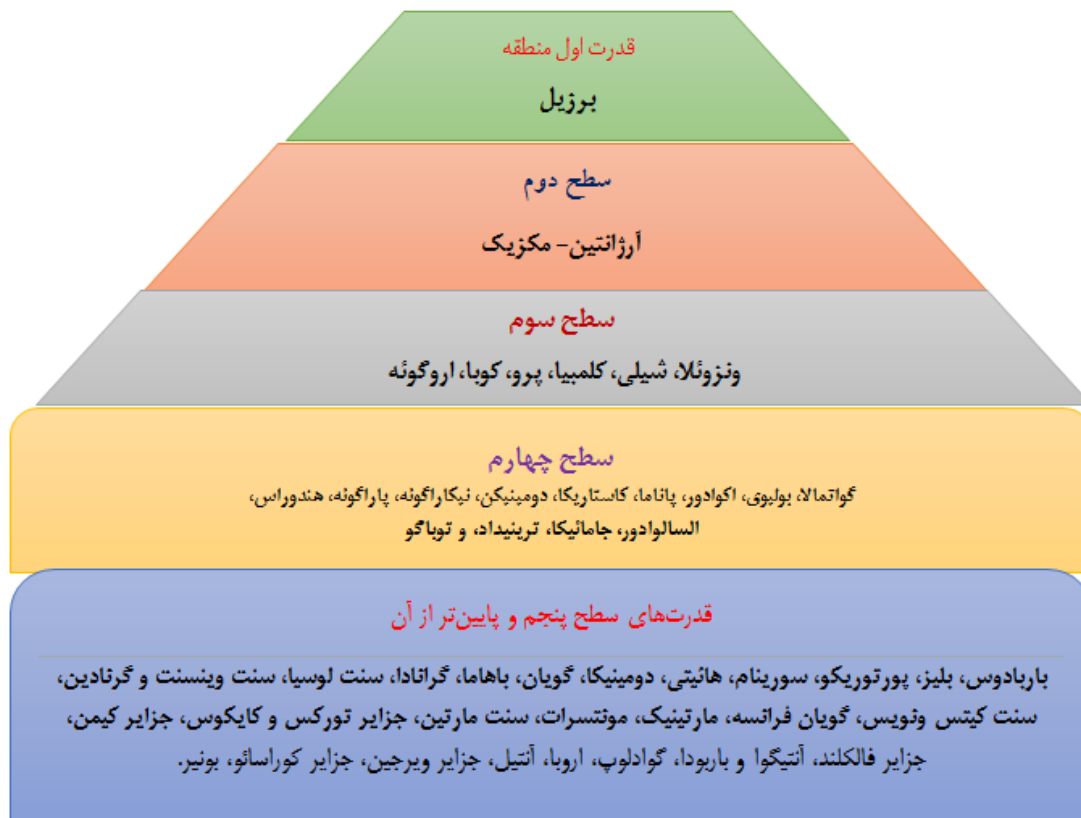 قدرت اول منطقه
برزیل
سطح دوم
آرژانتین- مکزیک
سطح سوم
ونزوئلا، شیلی، کلمبیا، پرو، کوبا، اروگوئه
سطح چهارم
گواتمالا، بولیوی، اکوادور، پاناما، کاستاریکا، دومینیکن، نیکاراگوئه، پاراگوئه، هندوراس،
السالوادور، جامائیکا، ترینیداد، و توباگو
قدرت‌های سطح پنجم و پایین‌تر از آن
باربادوس، بلیز، پورتوریکو، سورینام، هائیتی، دومینیکا، گویان، باهاما، گرانادا، سنت لوسیا، سنت وینسنت و گرنادین،
سنت کیتس ونویس، گویان فرانسه، مارتینیک، مونتسرات، سنت مارتین، جزایر تورکس و کایکوس، جزایر کیمن،
جزایر فالکلند، آنتیگوا و باربودا، گوادلوپ، اروبا، آنتیل، جزایر ویرجین، جزایر کوراسائو، بونیر.